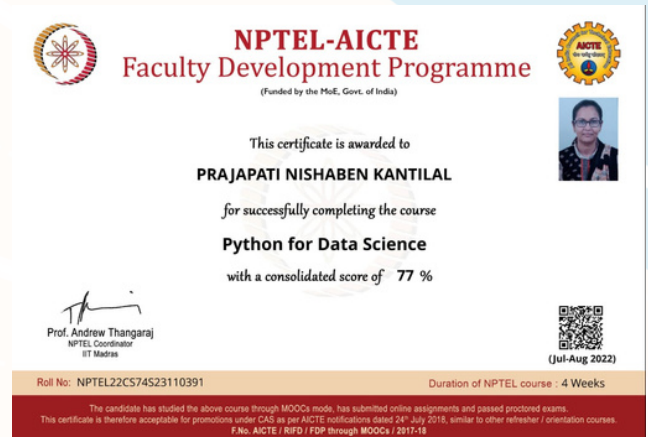 NPTEL-AICTE
Faculty Development Programme
(Funded by the MoE, Govt. of India)
AICTE
This certificate is awarded to
PRAJAPATI NISHABEN KANTILAL
for successfully completing the course
Python for Data Science
with a consolidated score of 77 %
Prof. Andrew Thangaraj
NPTEL Coordinator
IIT Madras
(Jul-Aug 2022)
Roll No: NPTEL22CS74S23110391
Duration of NPTEL course : 4 Weeks
The candidate has studied the above course through MOOCs mode, has submitted online assignments and passed proctored exams.
This certificate is therefore acceptable for promotions under CAS as per AICTE notifications dated 24th July 2018, similar to other refresher / orientation courses.
F.No. AICTE / RIFD / FDP through MOOCs / 2017-18